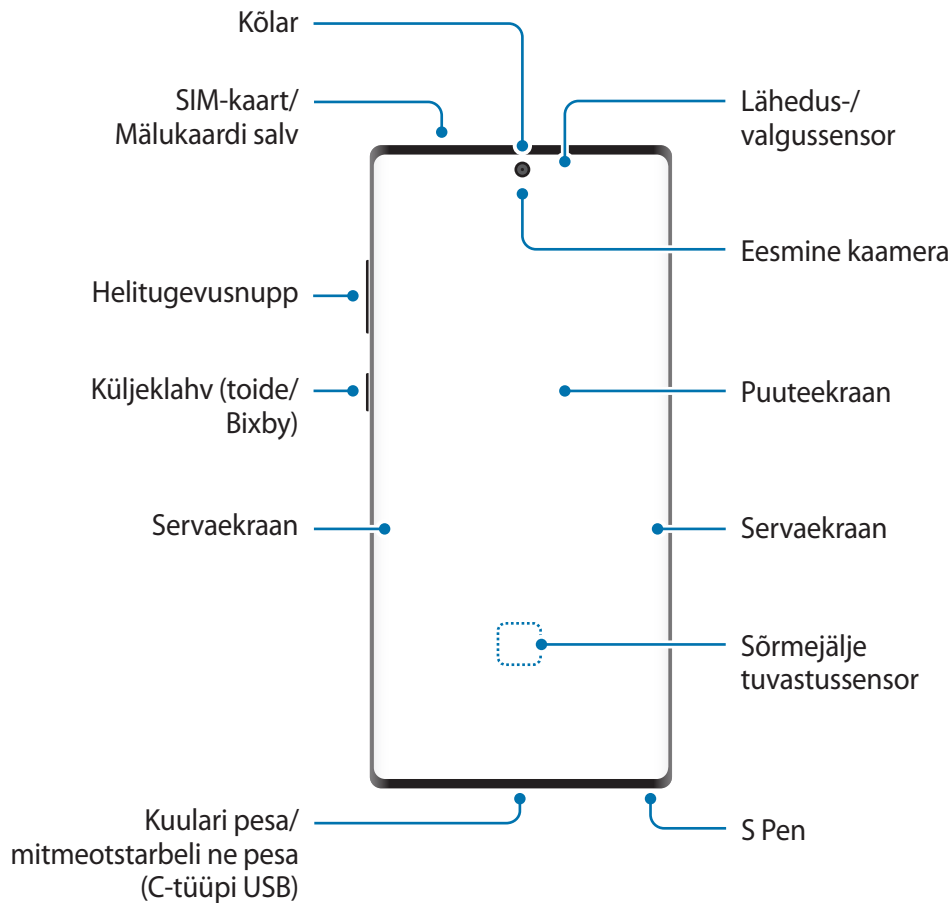 Kõlar
SIM-kaart/
Mälukaardi salv
Helitugevusnupp
Küljeklahv (toide/
Bixby)
Servaekraan
Kuulari pesa/
mitmeotstarbeli ne pesa
(C-tüüpi USB)
Lähedus-/
valgussensor
Eesmine kaamera
Puuteekraan
Servaekraan
Sõrmejälje
tuvastussensor
S Pen